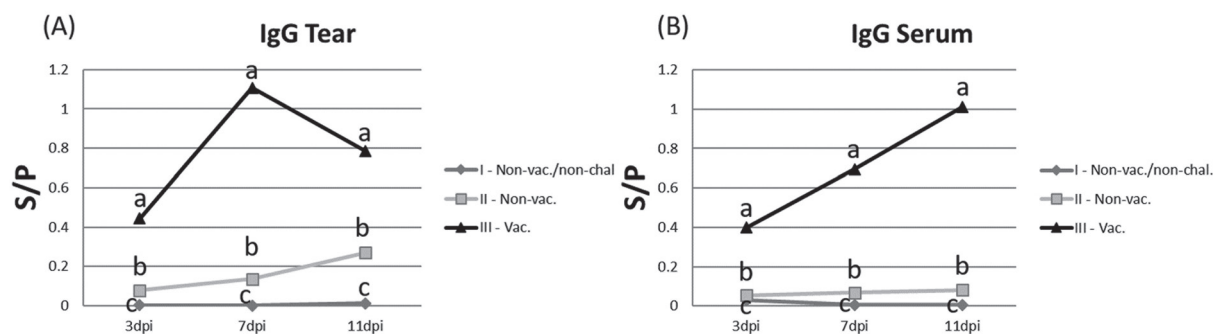 (A)
IgG Tear
S/P
1.2
1
0.8
0.6
0.4
0.2
0
a
a
a
b
b
b
c
c
c
3dpi 7dpi 11dpi
I - Non-vac./non-chal
II - Non-vac.
III - Vac.
(B)
IgG Serum
S/P
1.2
1
0.8
0.6
0.4
0.2
0
a
a
a
b
b
b
c
c
c
3dpi 7dpi 11dpi
I - Non-vac./non-chal.
II - Non-vac.
III - Vac.